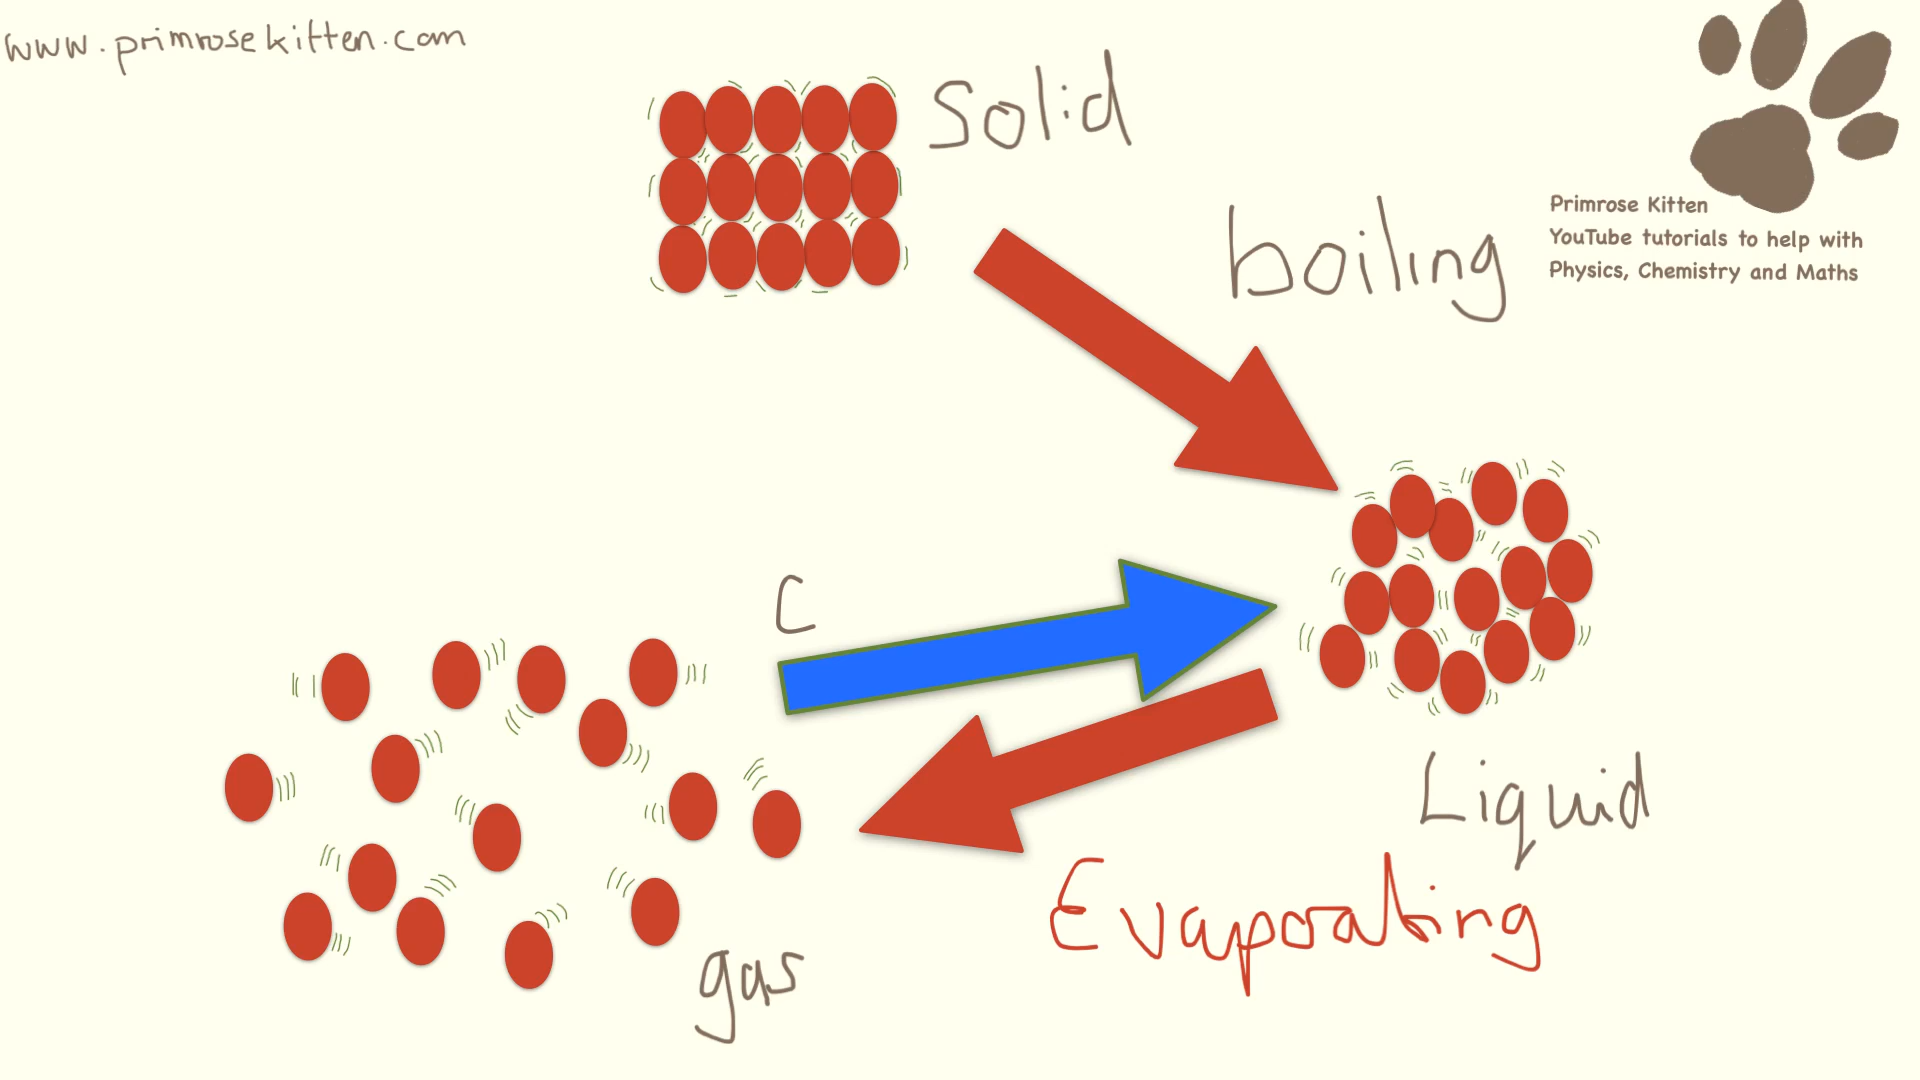 www.primrosekitten.com
Solid
boiling
Primrose Kitten
YouTube tutorials to help with
Physics, Chemistry and Maths
C
Liquid
Evaporating
gas